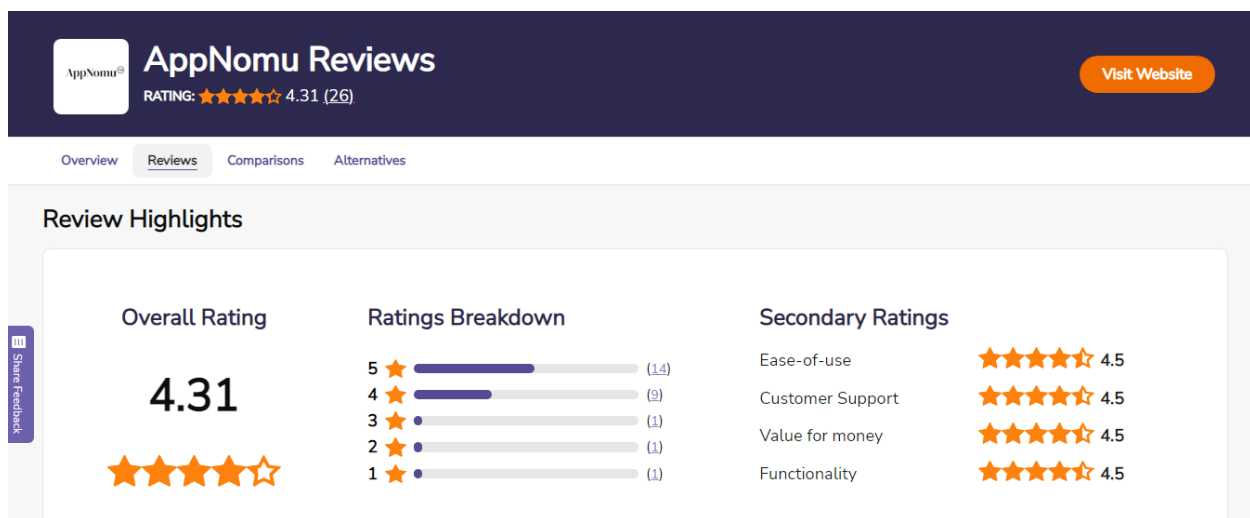 AppNomu®
AppNomu Reviews
RATING: 4.31 (26)
Visit Website
Overview Reviews Comparisons Alternatives
Review Highlights
Share Feedback
Overall Rating
4.31
Ratings Breakdown
5 (14)
4 (9)
3 (1)
2 (1)
1 (1)
Secondary Ratings
Ease-of-use 4.5
Customer Support 4.5
Value for money 4.5
Functionality 4.5